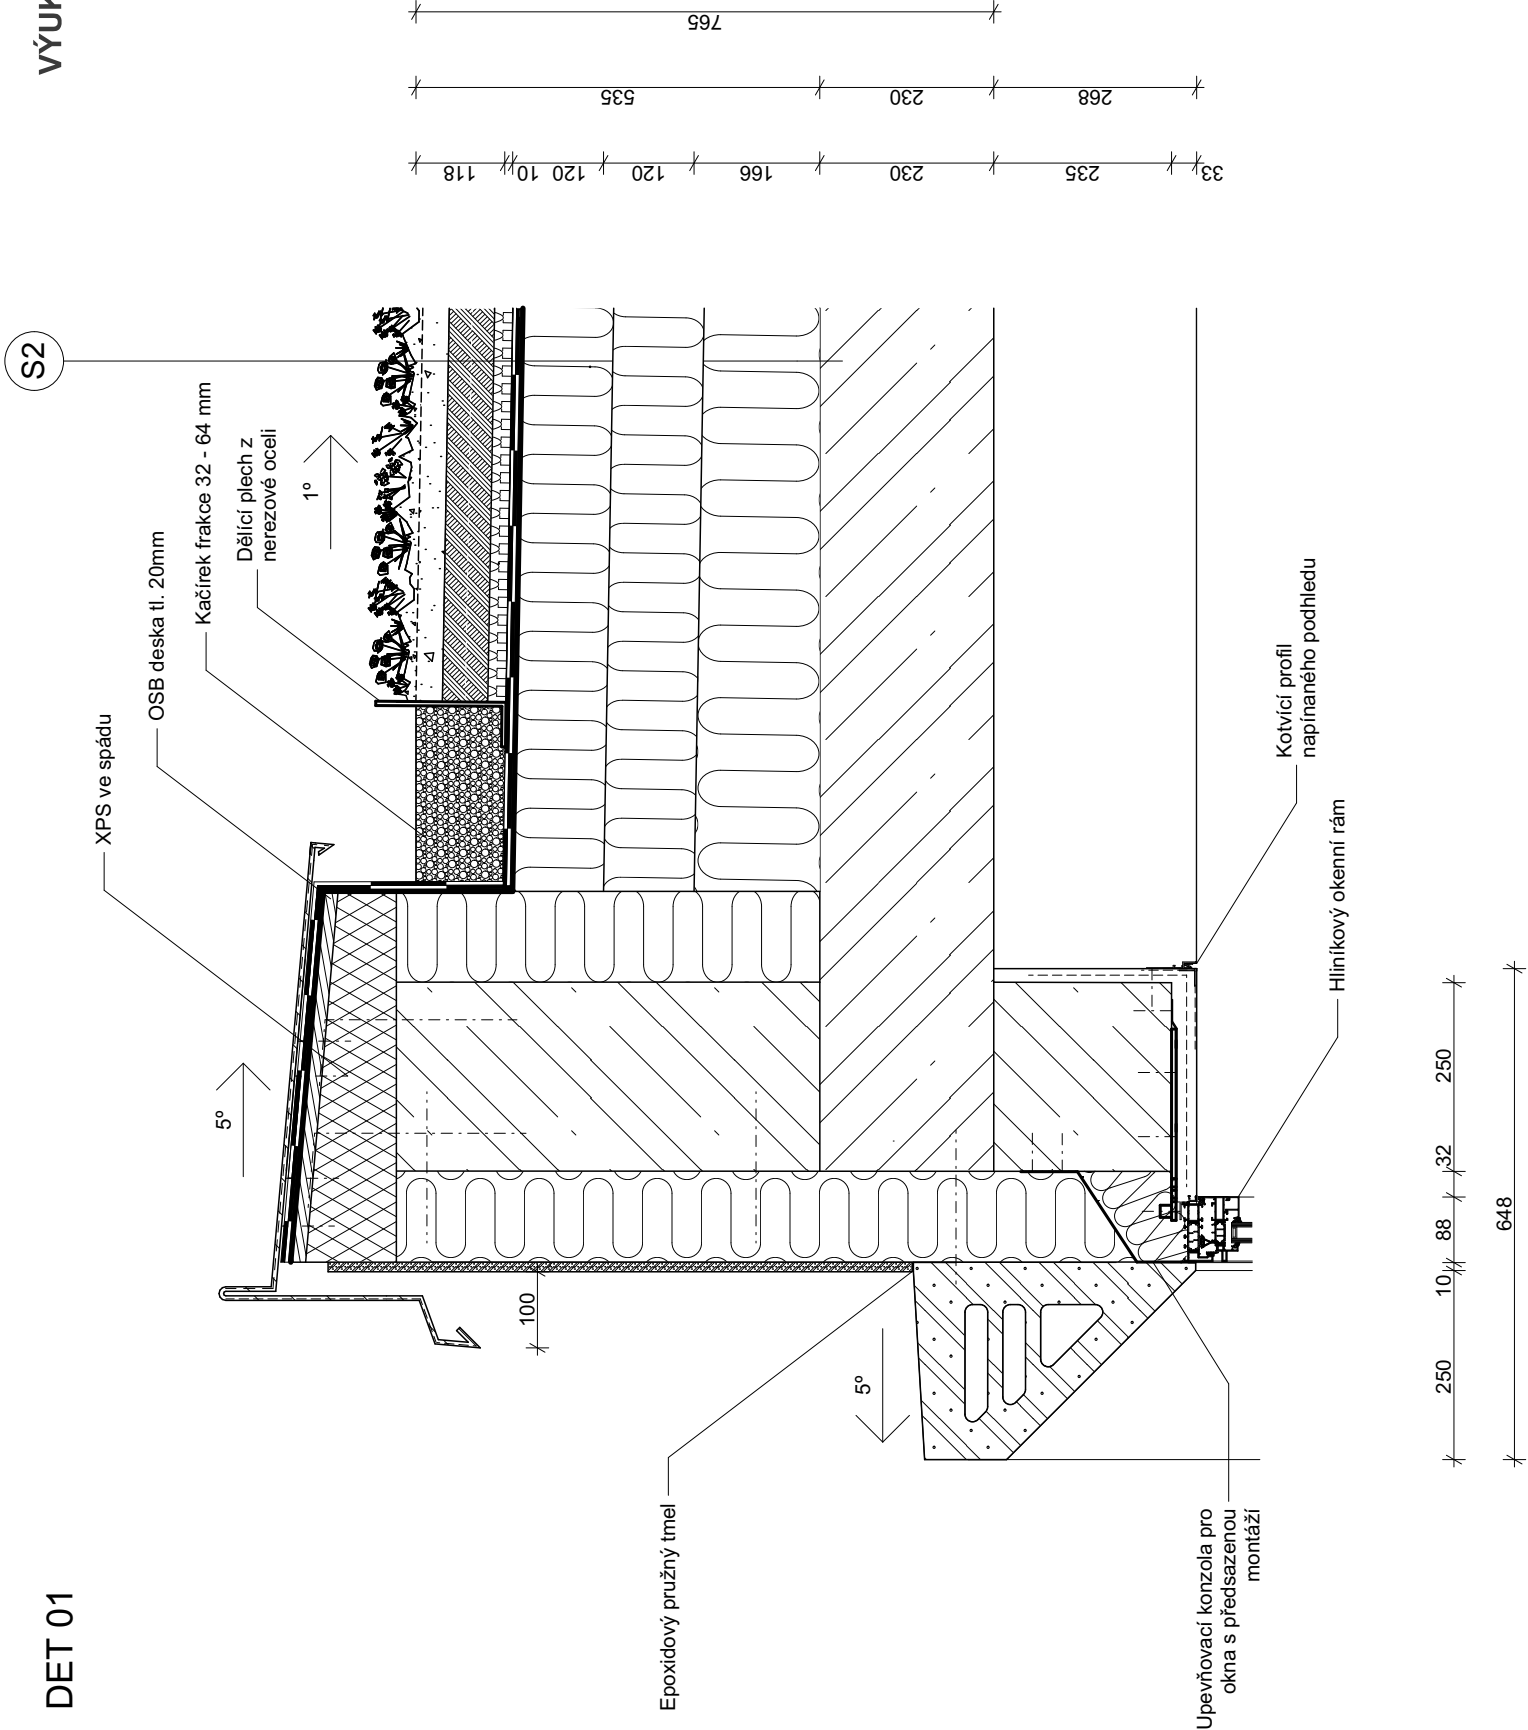 DET 01
VÝUK
S2
XPS ve spádu
OSB deska tl. 20mm
Kačírek frakce 32 - 64 mm
Dělící plech z
nerezové oceli
5°
1°
100
5°
Epoxidový pružný tmel
Upevňovací konzola pro
okna s předsazenou
montáží
Kotvící profil
napínaného podhledu
Hliníkový okenní rám
118
10
120
120
166
230
235
33
535
230
268
765
250
10
88
32
250
648